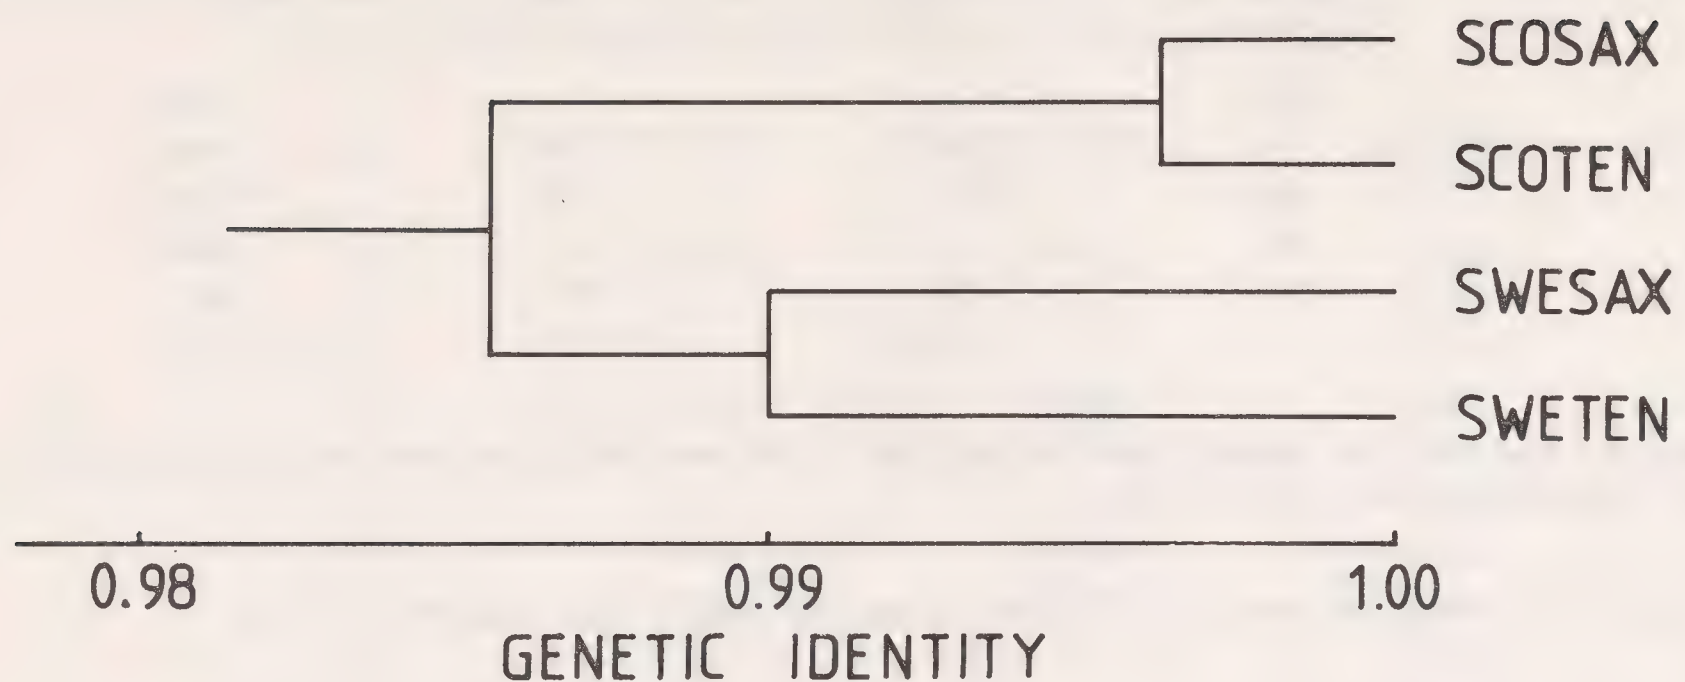 SCOSAX
SCOTEN
SWESAX
SWETEN
0.98 0.99 1.00
GENETIC IDENTITY